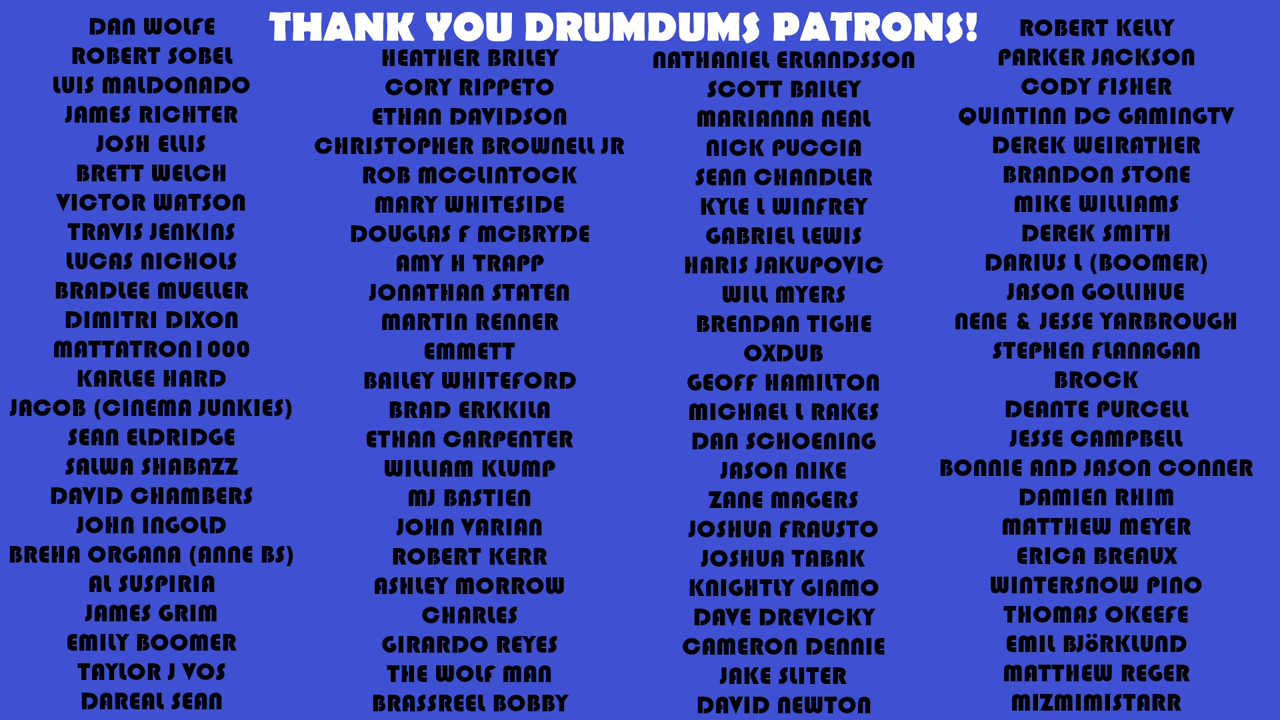 THANK YOU DRUMDUMS PATRONS!
DAN WOLFE
ROBERT SOBEL
LUIS MALDONADO
JAMES RICHTER
JOSH ELLIS
BRETT WELCH
VICTOR WATSON
TRAVIS JENKINS
LUCAS NICHOLS
BRADLEE MUELLER
DIMITRI DIXON
MATTATRON1000
KARLEE HARD
JACOB (CINEMA JUNKIES)
SEAN ELDRIDGE
SALWA SHABAZZ
DAVID CHAMBERS
JOHN INGOLD
BREHA ORGANA (ANNE BS)
AL SUSPIRIA
JAMES GRIM
EMILY BOOMER
TAYLOR J VOS
DAREAL SEAN
HEATHER BRILEY
CORY RIPPETO
ETHAN DAVIDSON
CHRISTOPHER BROWNELL JR
ROB MCCLINTOCK
MARY WHITESIDE
DOUGLAS F MCBRYDE
AMY H TRAPP
JONATHAN STATEN
MARTIN RENNER
EMMETT
BAILEY WHITEFORD
BRAD ERKKILA
ETHAN CARPENTER
WILLIAM KLUMP
MJ BASTIEN
JOHN VARIAN
ROBERT KERR
ASHLEY MORROW
CHARLES
GIRARDO REYES
THE WOLF MAN
BRASSREEL BOBBY
NATHANIEL ERLANDSSON
SCOTT BAILEY
MARIANNA NEAL
NICK PUCCIA
SEAN CHANDLER
KYLE L WINFREY
GABRIEL LEWIS
HARIS JAKUPOVIC
WILL MYERS
BRENDAN TIGHE
OXDUB
GEOFF HAMILTON
MICHAEL L RAKES
DAN SCHOENING
JASON NIKE
ZANE MAGERS
JOSHUA FRAUSTO
JOSHUA TABAK
KNIGHTLY GIAMO
DAVE DREVICKY
CAMERON DENNIE
JAKE SLITER
DAVID NEWTON
ROBERT KELLY
PARKER JACKSON
CODY FISHER
QUINTINN DC GAMINGTV
DEREK WEIRATHER
BRANDON STONE
MIKE WILLIAMS
DEREK SMITH
DARIUS L (BOOMER)
JASON GOLLIHUE
NENE & JESSE YARBROUGH
STEPHEN FLANAGAN
BROCK
DEANTE PURCELL
JESSE CAMPBELL
BONNIE AND JASON CONNER
DAMIEN RHIM
MATTHEW MEYER
ERICA BREAUX
WINTERSNOW PINO
THOMAS OKEEFE
EMIL BJÖRKLUND
MATTHEW REGER
MIZMIMISTARR